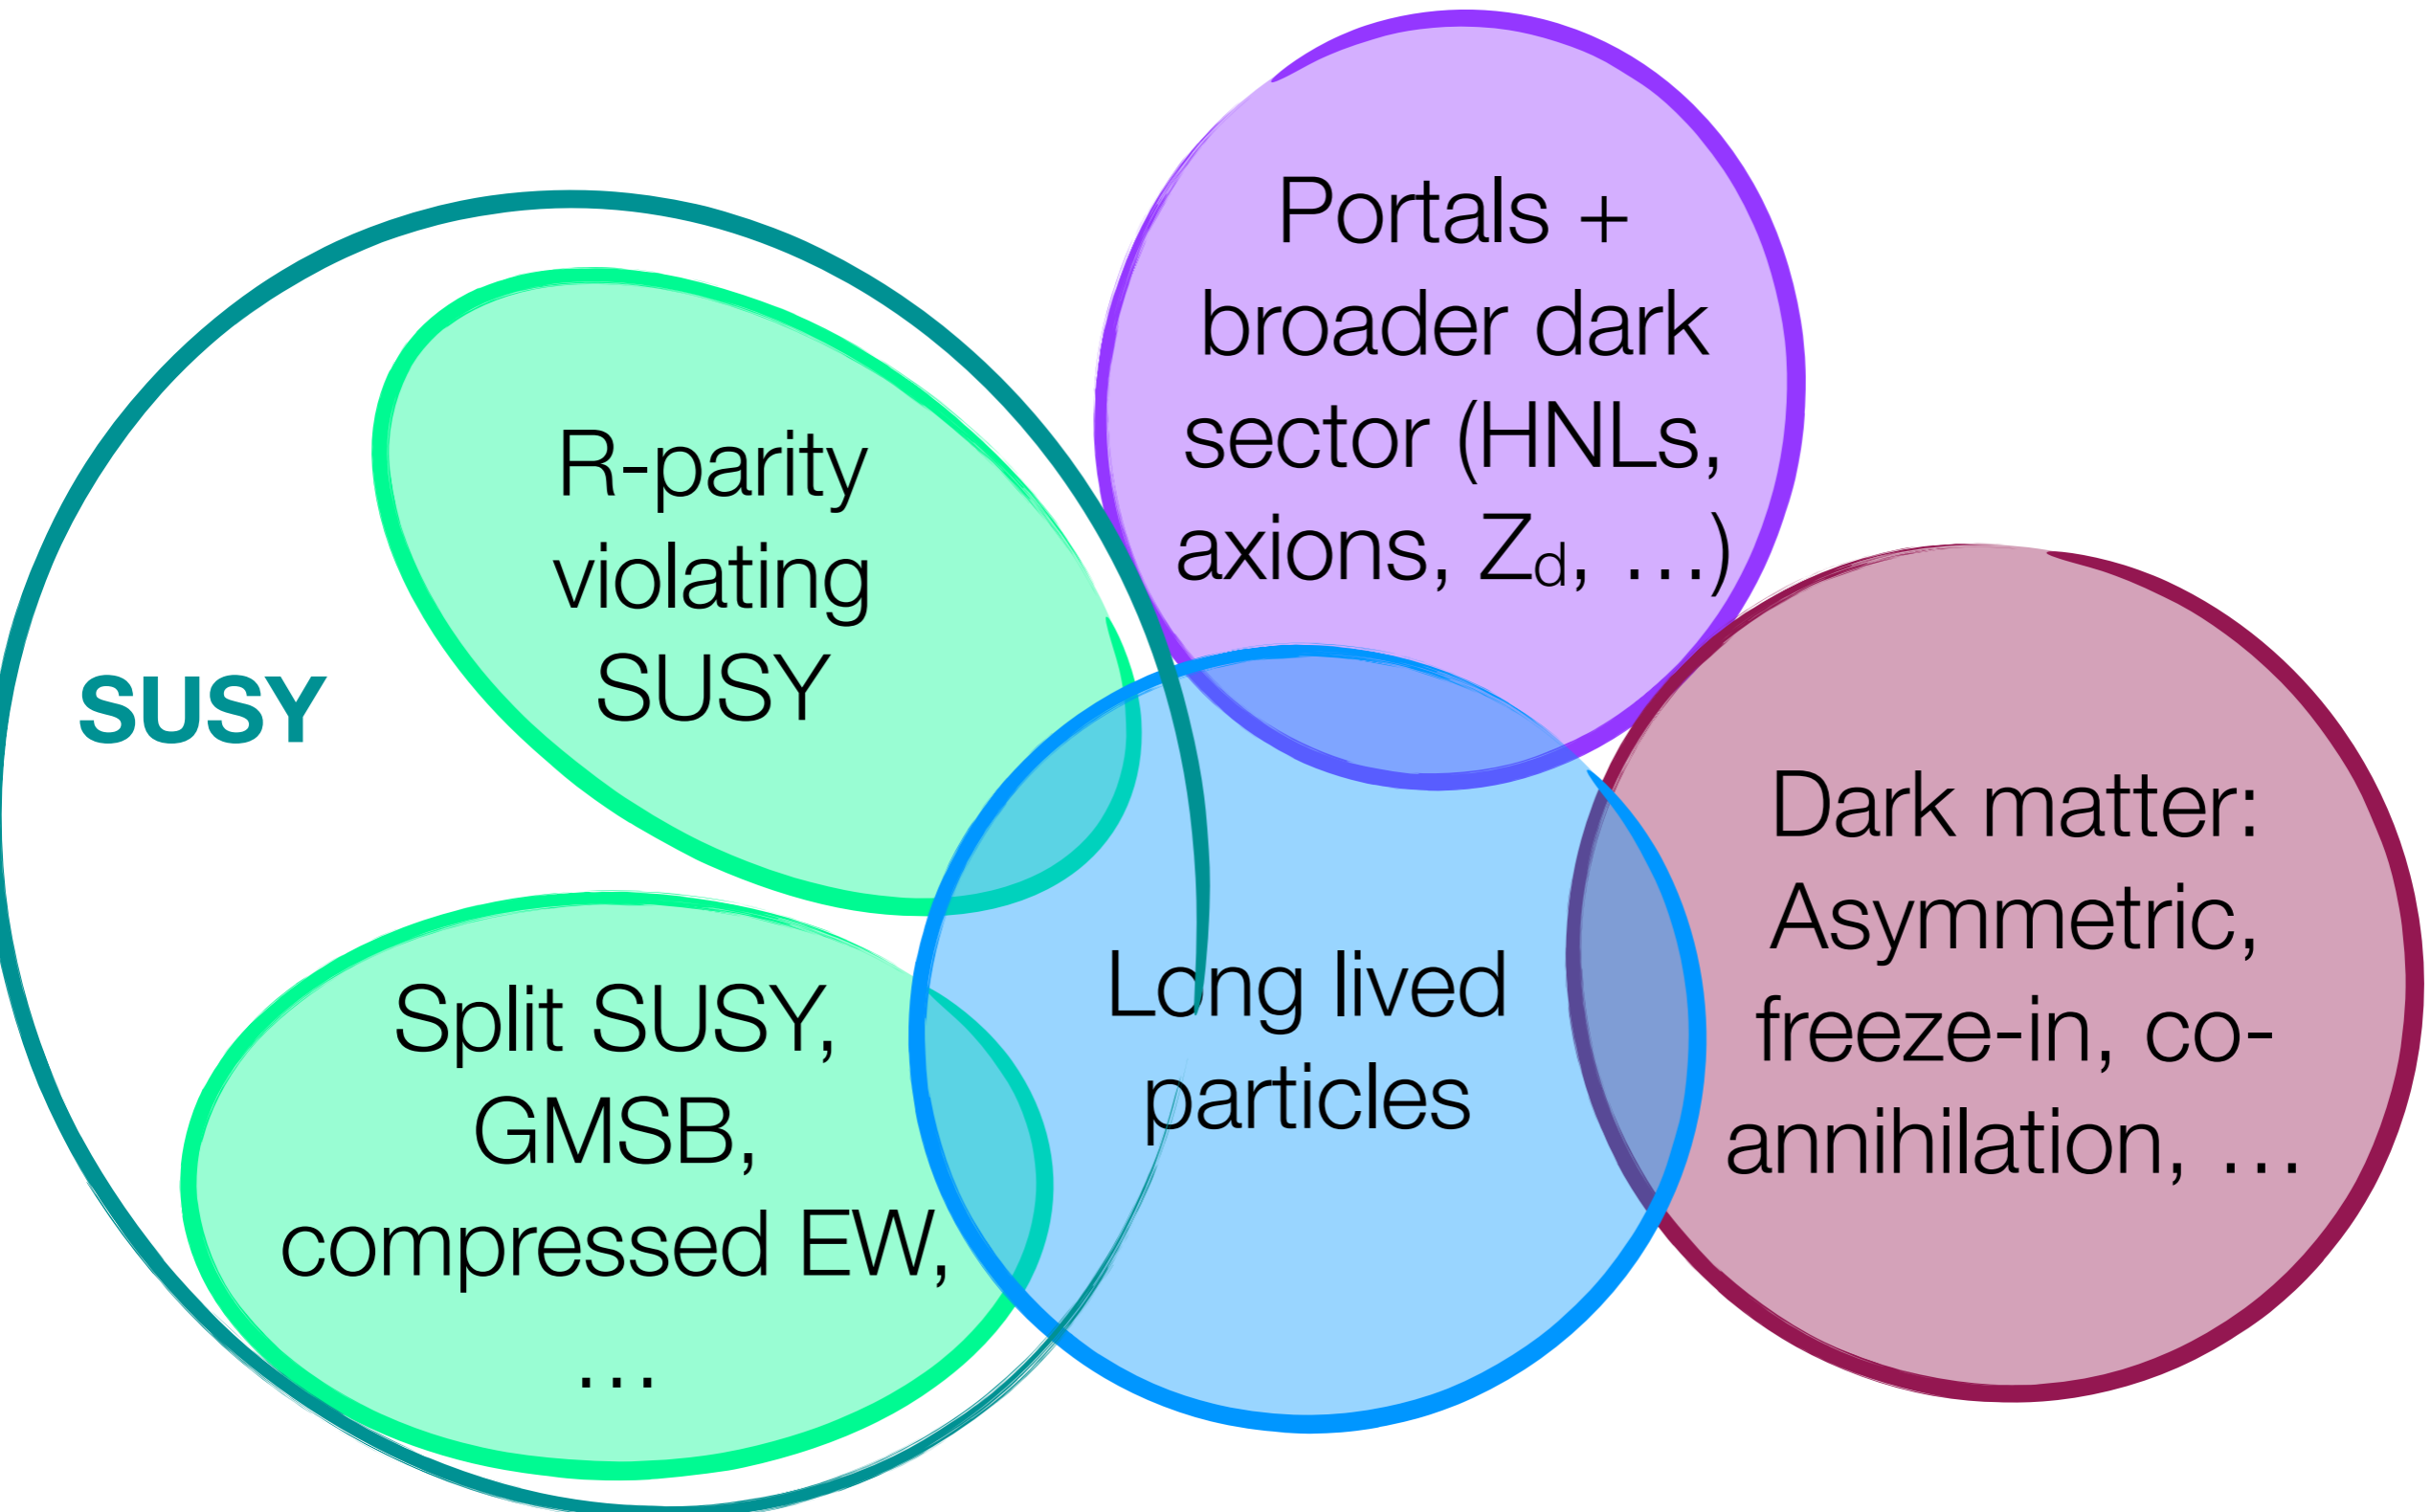 SUSY
R-parity
violating
SUSY
Split SUSY,
GMSB,
compressed EW,
…
Portals +
broader dark
sector (HNLs,
axions, Zd, …)
Long lived
particles
Dark matter:
Asymmetric,
freeze-in, co-
annihilation, …